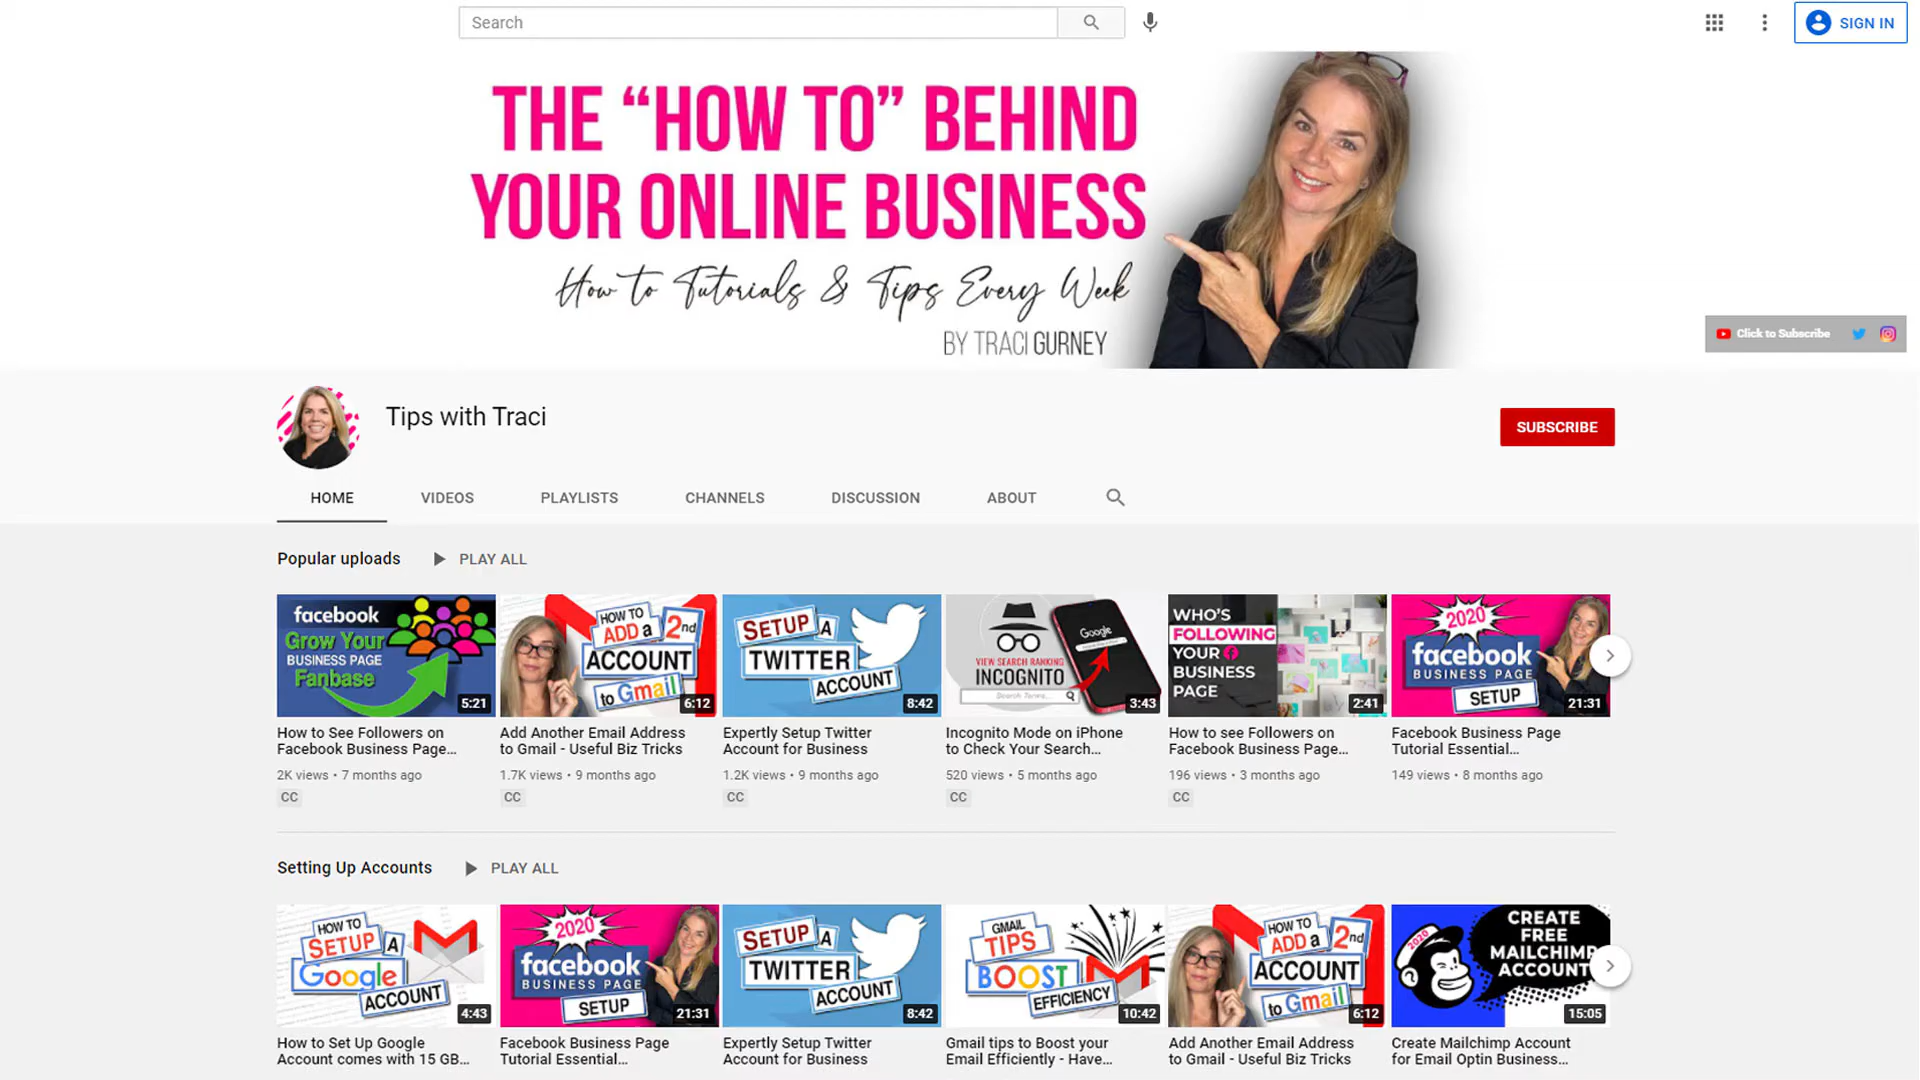 Search
SIGN IN
THE “HOW TO” BEHIND
YOUR ONLINE BUSINESS
How to Tutorials & Tips Every Week
BY TRACI GURNEY
Click to Subscribe
Tips with Traci
SUBSCRIBE
HOME VIDEOS PLAYLISTS CHANNELS DISCUSSION ABOUT
Popular uploads PLAY ALL
facebook
Grow Your
BUSINESS PAGE
Fanbase
5:21
HOW TO
ADD a 2nd
ACCOUNT
to Gmail
6:12
SETUP A
TWITTER
ACCOUNT
8:42
Google
VIEW SEARCH RANKING
INCOGNITO
Search Terms...
3:43
WHO'S
FOLLOWING
YOUR
BUSINESS
PAGE
2:41
2020
facebook
BUSINESS PAGE
SETUP
21:31
How to See Followers on
Facebook Business Page...
2K views • 7 months ago
CC
Add Another Email Address
to Gmail - Useful Biz Tricks
1.7K views • 9 months ago
CC
Expertly Setup Twitter
Account for Business
1.2K views • 9 months ago
CC
Incognito Mode on iPhone
to Check Your Search...
520 views • 5 months ago
CC
How to see Followers on
Facebook Business Page...
196 views • 3 months ago
CC
Facebook Business Page
Tutorial Essential...
149 views • 8 months ago
Setting Up Accounts PLAY ALL
HOW TO
SETUP A
Google
ACCOUNT
4:43
2020
facebook
BUSINESS PAGE
SETUP
21:31
SETUP A
TWITTER
ACCOUNT
8:42
GMAIL
TIPS
BOOST
EFFICIENCY
10:42
HOW TO
ADD a 2nd
ACCOUNT
to Gmail
6:12
2020
CREATE
FREE
MAILCHIMP
ACCOUNT
15:05
How to Set Up Google
Account comes with 15 GB...
Facebook Business Page
Tutorial Essential...
Expertly Setup Twitter
Account for Business
Gmail tips to Boost your
Email Efficiently - Have...
Add Another Email Address
to Gmail - Useful Biz Tricks
Create Mailchimp Account
for Email Optin Business...